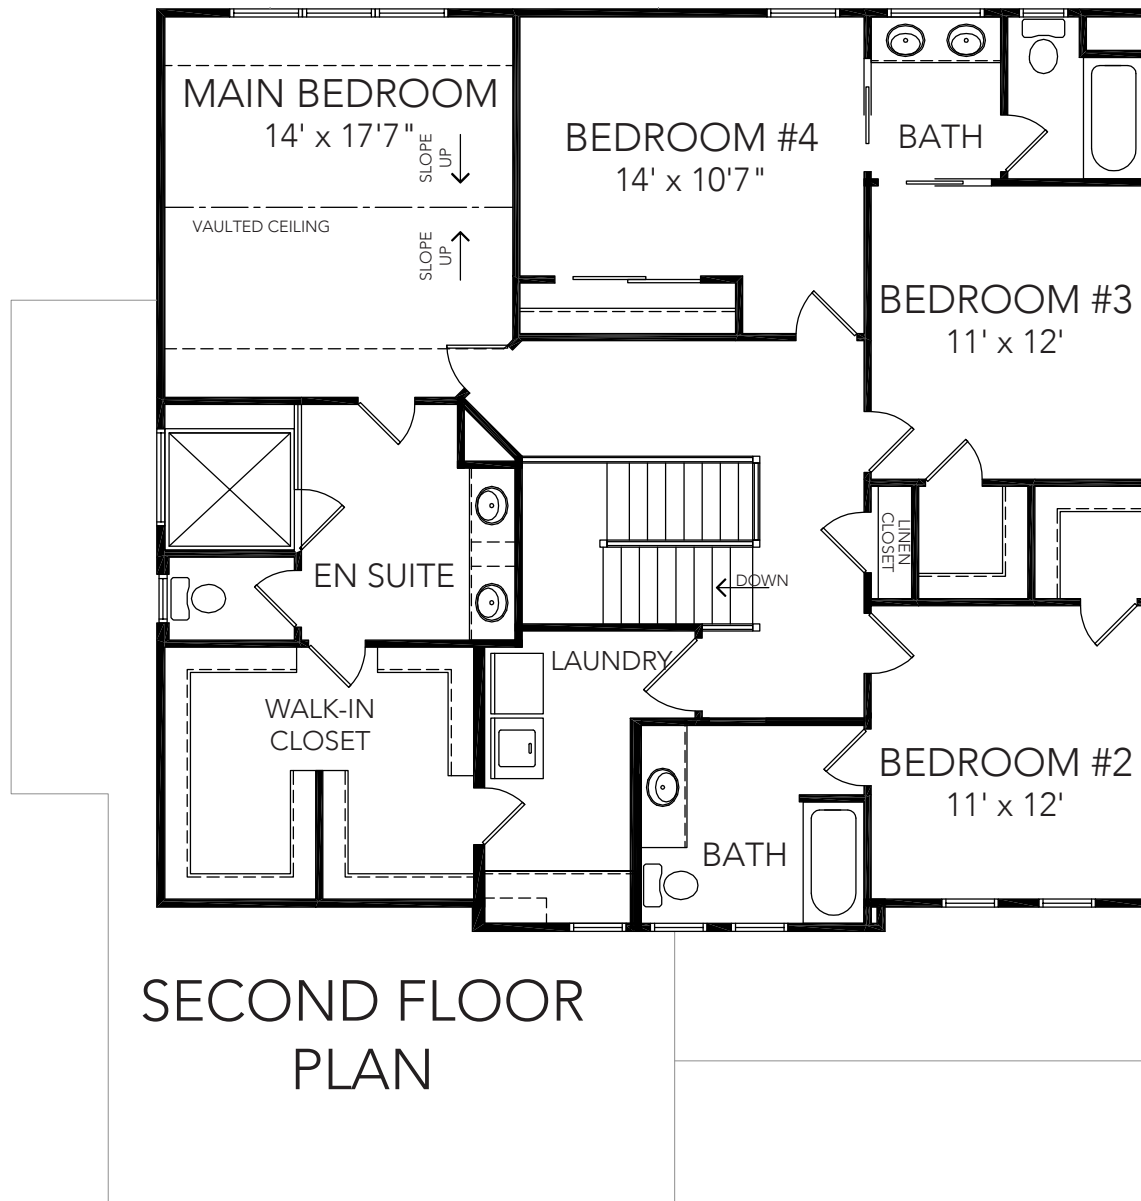 MAIN BEDROOM
14' x 17'7"
SLOPE
UP
VAULTED CEILING
SLOPE
UP
BEDROOM #4
14' x 10'7"
BATH
BEDROOM #3
11' x 12'
LINEN
CLOSET
EN SUITE
DOWN
LAUNDRY
WALK-IN
CLOSET
BEDROOM #2
11' x 12'
BATH
SECOND FLOOR
PLAN